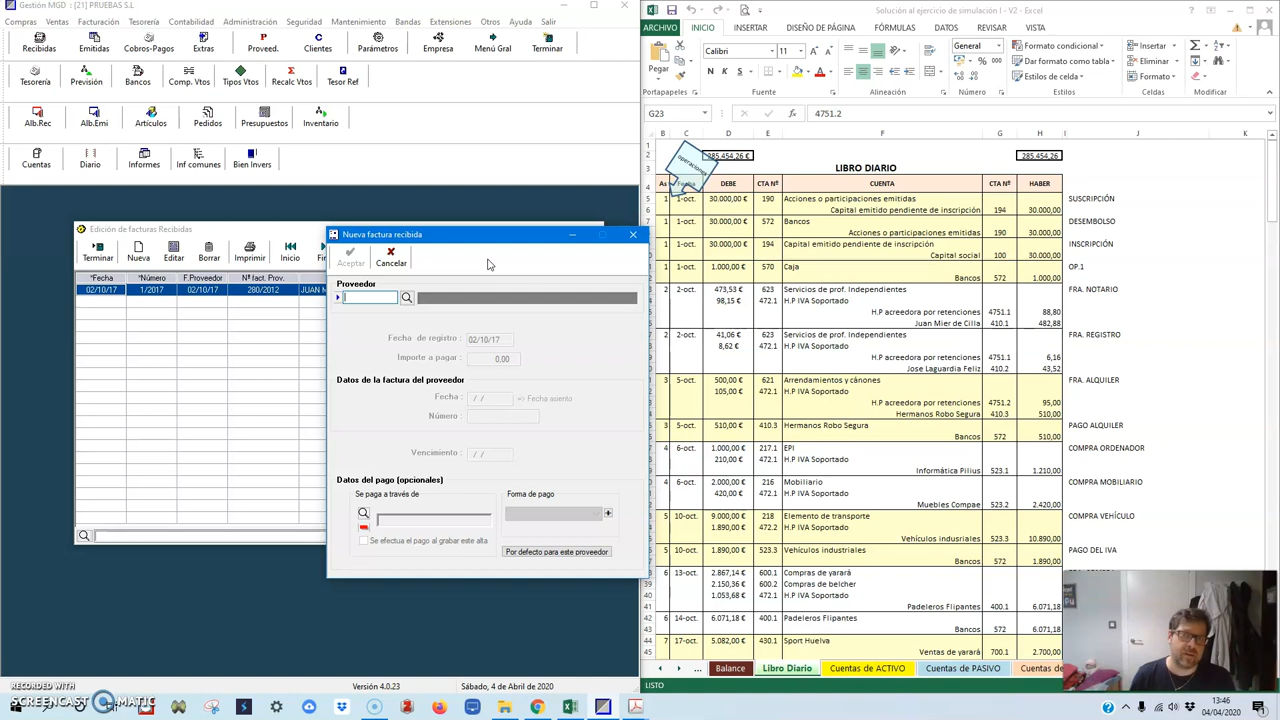 Gestión MGD : [21] PRUEBAS S.L
Compras Ventas Facturación Tesorería Contabilidad Administración Seguridad Mantenimiento Bandas Extensión MGD Otros Ayuda Salir
Recibidas Emitidas Cobros-Pagos Extras Proveed. Clientes Parámetros Empresa Menú Gral Terminar
Tesorería Previsión Bancos Comp. Vtos Tipos Vtos Recalc Vtos Tesor Ref
Alb.Rec Alb.Emi Artículos Pedidos Presupuestos Inventario
Cuentas Diario Informes Inf comunes Bien Invers
Edición de facturas Recibidas
Terminar Nueva Editar Borrar Imprimir Inicio
*Fecha *Número F.Proveedor Nº fact. Prov.
02/10/17 1/2017 02/10/17 280/2012 JUAN M
Nueva factura recibida
Aceptar Cancelar
Proveedor
Fecha de registro : 02/10/17
Importe a pagar : 0,00
Datos de la factura del proveedor
Fecha : / / => Fecha asiento
Número :
Vencimiento : / /
Datos del pago (opcionales)
Se paga a través de Forma de pago
Se efectua el pago al grabar este alta
Por defecto para este proveedor
Versión 4.0.23 Sábado, 4 de Abril de 2020
RECORDED WITH
SCREENCAST MATIC
Solución al ejercicio de simulación I - V2 - Excel
ARCHIVO INICIO INSERTAR DISEÑO DE PÁGINA FÓRMULAS DATOS REVISAR VISTA
Pegar Calibri 11 N K S General Formato condicional Insertar
Dar formato como tabla Eliminar
Estilos de celda Formato
Portapapeles Fuente Alineación Número Estilos Celdas Modificar
G23 4751.2
B C D E F G H I J K
1
2 285.454,26 € 285.454,26
operaciones
3 LIBRO DIARIO
4 As Fecha DEBE CTA Nº CUENTA CTA Nº HABER
5 1 1-oct. 30.000,00 € 190 Acciones o participaciones emitidas SUSCRIPCIÓN
6 Capital emitido pendiente de inscripción 194 30.000,00
1 1-oct. 30.000,00 € 572 Bancos DESEMBOLSO
Acciones o participaciones emitidas 190 30.000,00
1 1-oct. 30.000,00 € 194 Capital emitido pendiente de inscripción INSCRIPCIÓN
Capital social 100 30.000,00
1 1-oct. 1.000,00 € 570 Caja OP.1
Bancos 572 1.000,00
2 2-oct. 473,53 € 623 Servicios de prof. Independientes FRA. NOTARIO
98,15 € 472.1 H.P IVA Soportado
H.P acreedora por retenciones 4751.1 88,80
Juan Mier de Cilla 410.1 482,88
2 2-oct. 41,06 € 623 Servicios de prof. Independientes FRA. REGISTRO
8,62 € 472.1 H.P IVA Soportado
H.P acreedora por retenciones 4751.1 6,16
Jose Laguardia Feliz 410.2 43,52
3 5-oct. 500,00 € 621 Arrendamientos y cánones FRA. ALQUILER
105,00 € 472.1 H.P IVA Soportado
H.P acreedora por retenciones 4751.2 95,00
Hermanos Robo Segura 410.3 510,00
3 5-oct. 510,00 € 410.3 Hermanos Robo Segura PAGO ALQUILER
Bancos 572 510,00
4 6-oct. 1.000,00 € 217.1 EPI COMPRA ORDENADOR
210,00 € 472.1 H.P IVA Soportado
Informática Pilius 523.1 1.210,00
4 6-oct. 2.000,00 € 216 Mobiliario COMPRA MOBILIARIO
420,00 € 472.1 H.P IVA Soportado
Muebles Compae 523.2 2.420,00
5 10-oct. 9.000,00 € 218 Elemento de transporte COMPRA VEHÍCULO
1.890,00 € 472.2 H.P IVA Soportado
Vehículos indusriales 523.3 10.890,00
5 10-oct. 1.890,00 € 523.3 Vehículos industriales PAGO DEL IVA
Bancos 572 1.890,00
6 13-oct. 2.867,14 € 600.1 Compras de yarará
39 2.150,36 € 600.2 Compras de belcher
40 1.053,68 € 472.1 H.P IVA Soportado
41 Padeleros Flipantes 400.1 6.071,18
42 6 13-oct. 6.071,18 € 400.1 Padeleros Flipantes
43 Bancos 572 6.071,18
44 7 17-oct. 5.082,00 € 430.1 Sport Huelva
45 Ventas de yarará 700.1 2.700,00
... Balance Libro Diario Cuentas de ACTIVO Cuentas de PASIVO Cuentas de
LISTO
13:46
04/04/2020